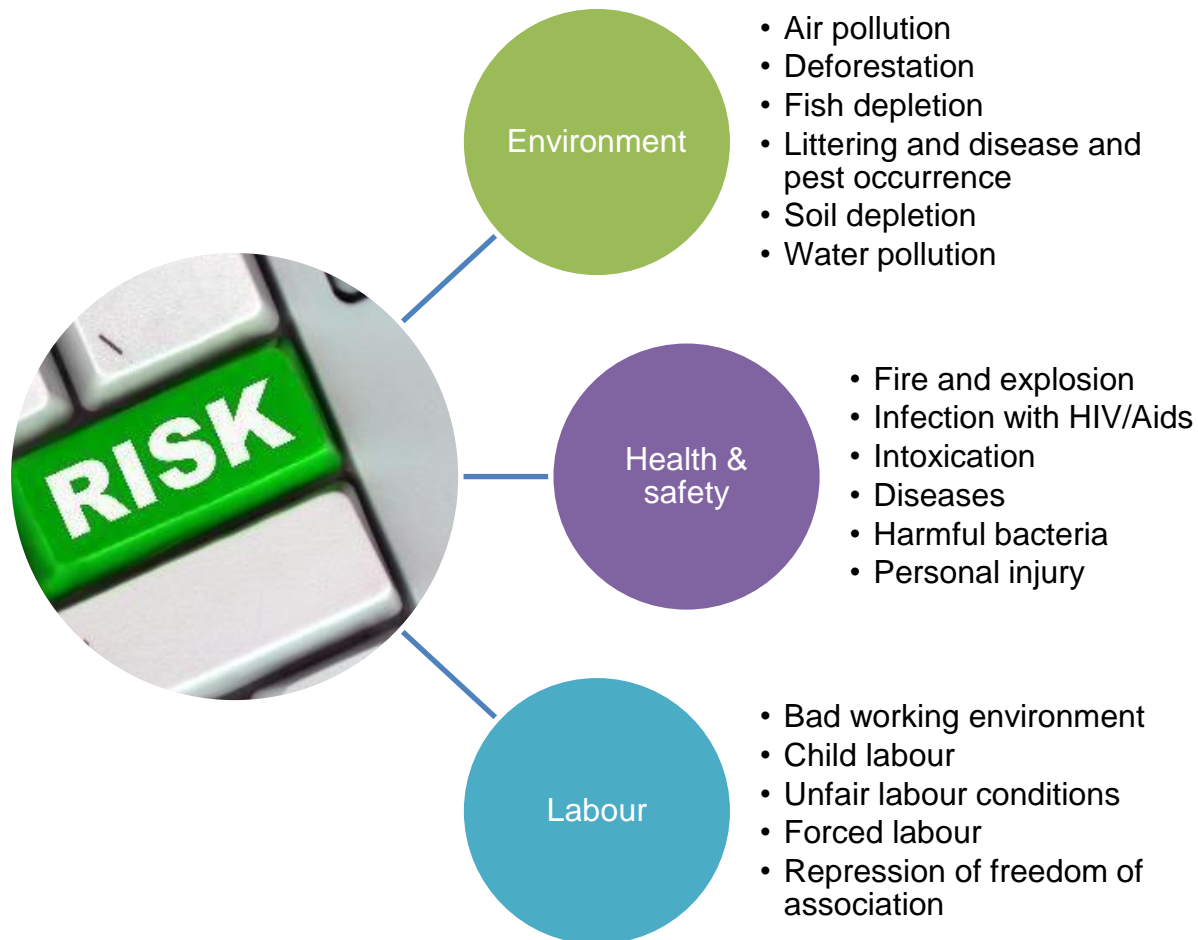 RISK
Environment
• Air pollution
• Deforestation
• Fish depletion
• Littering and disease and
pest occurrence
• Soil depletion
• Water pollution
Health &
safety
• Fire and explosion
• Infection with HIV/Aids
• Intoxication
• Diseases
• Harmful bacteria
• Personal injury
Labour
• Bad working environment
• Child labour
• Unfair labour conditions
• Forced labour
• Repression of freedom of
association